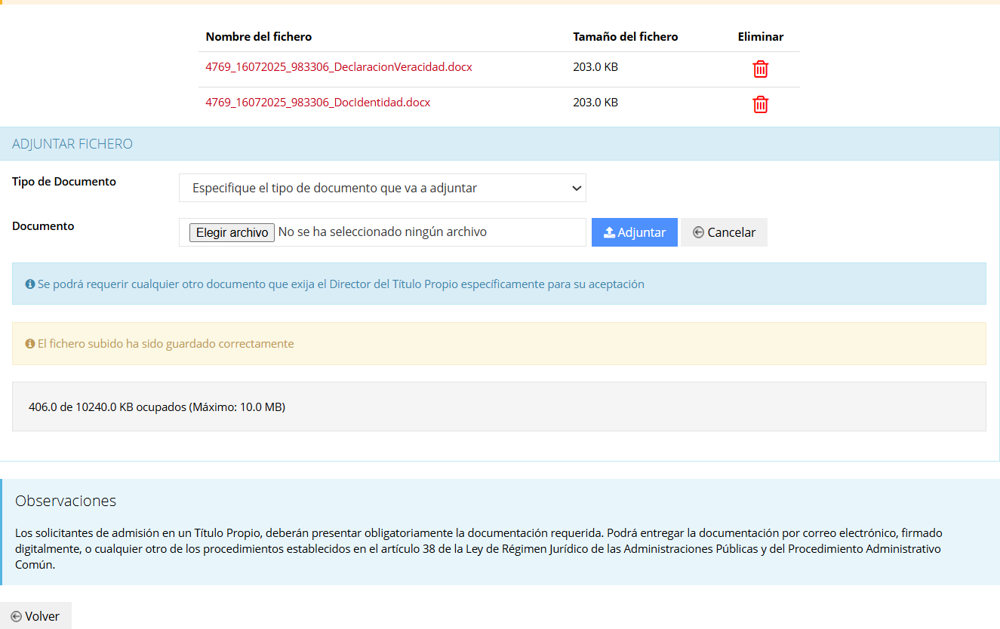 Nombre del fichero Tamaño del fichero Eliminar
4769_16072025_983306_DeclaracionVeracidad.docx 203.0 KB
4769_16072025_983306_DocIdentidad.docx 203.0 KB
ADJUNTAR FICHERO
Tipo de Documento Especifique el tipo de documento que va a adjuntar
Documento Elegir archivo No se ha seleccionado ningún archivo Adjuntar Cancelar
Se podrá requerir cualquier otro documento que exija el Director del Título Propio específicamente para su aceptación
El fichero subido ha sido guardado correctamente
406.0 de 10240.0 KB ocupados (Máximo: 10.0 MB)
Observaciones
Los solicitantes de admisión en un Título Propio, deberán presentar obligatoriamente la documentación requerida. Podrá entregar la documentación por correo electrónico, firmado
digitalmente, o cualquier otro de los procedimientos establecidos en el artículo 38 de la Ley de Régimen Jurídico de las Administraciones Públicas y del Procedimiento Administrativo
Común.
Volver